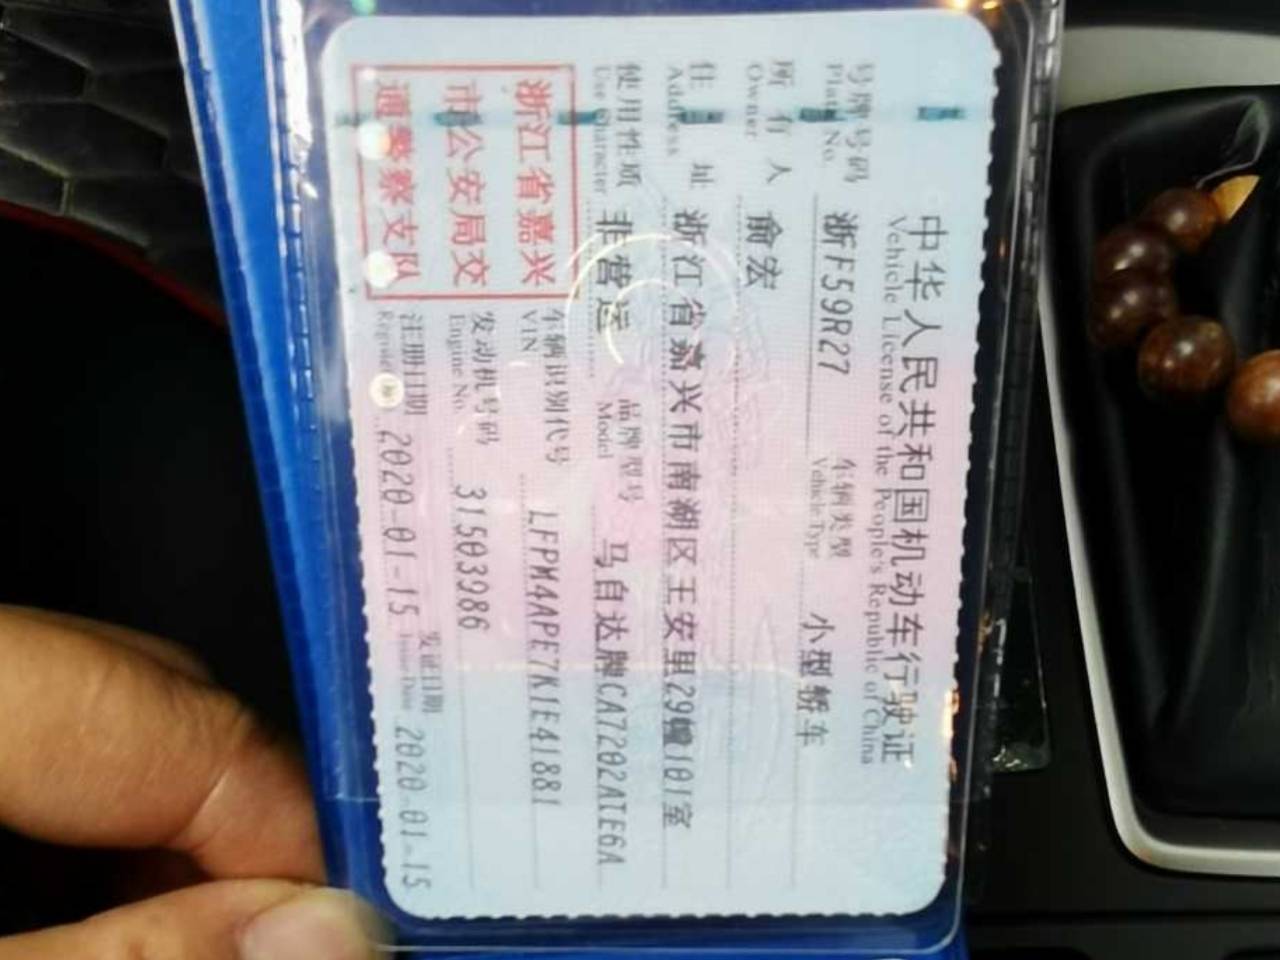 中华人民共和国机动车行驶证
Vehicle License of the People's Republic of China
号牌号码 浙F59R27 车辆类型 小型轿车
Plate No. Vehicle Type
所有人 俞宏
Owner
住址 浙江省嘉兴市南湖区王安里29幢101室
Address
使用性质 非营运 品牌型号 马自达牌CA7202ATE6A
Use Character Model
浙江省嘉兴
市公安局交
通警察支队
车辆识别代号 LFPM4APE7K1E41881
VIN
发动机号码 31503986
Engine No.
注册日期 2020-01-15 发证日期 2020-01-15
Register Issue Date